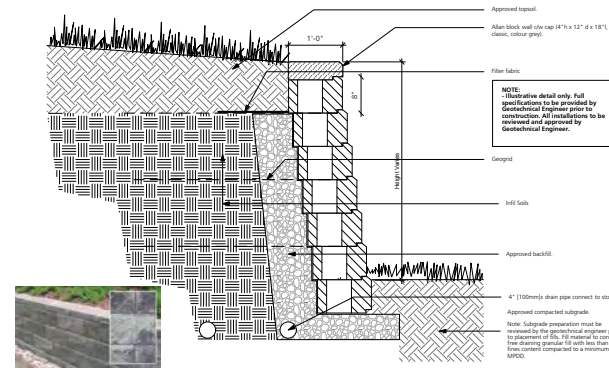 Approved topsoil.
Allan block wall c/w cap (4"h x 12" d x 18"l,
classic, colour grey).
1'-0"
Filter fabric
8"
NOTE:
- Illustrative detail only. Full
specifications to be provided by
Geotechnical Engineer prior to
construction. All installations to be
reviewed and approved by
Geotechnical Engineer.
Geogrid
Height Varies
Infil Soils
Approved backfill.
4" [100mm]x drain pipe connect to sto
Approved compacted subgrade.
Note: Subgrade preparation must be
reviewed by the geotechnical engineer
to placement of fills. Fill material to con
free draining granular fill with less than
fines content compacted to a minimum
MPDD.